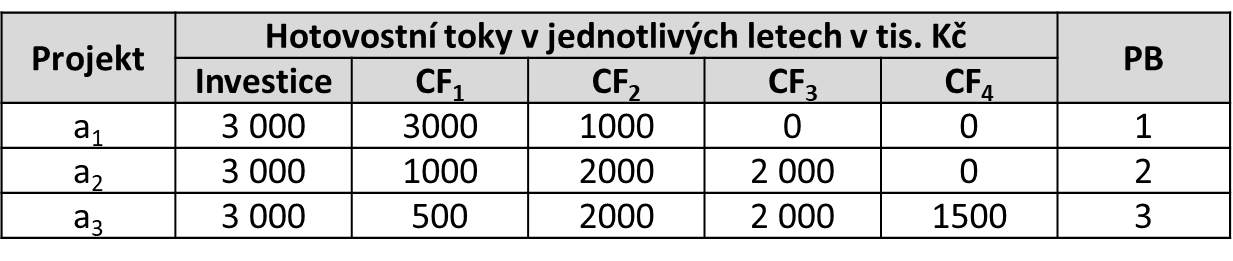 Projekt Hotovostní toky v jednotlivých letech v tis. Kč PB
Investice CF₁ CF₂ CF₃ CF₄
a₁ 3 000 3000 1000 0 0 1
a₂ 3 000 1000 2000 2 000 0 2
a₃ 3 000 500 2000 2 000 1500 3